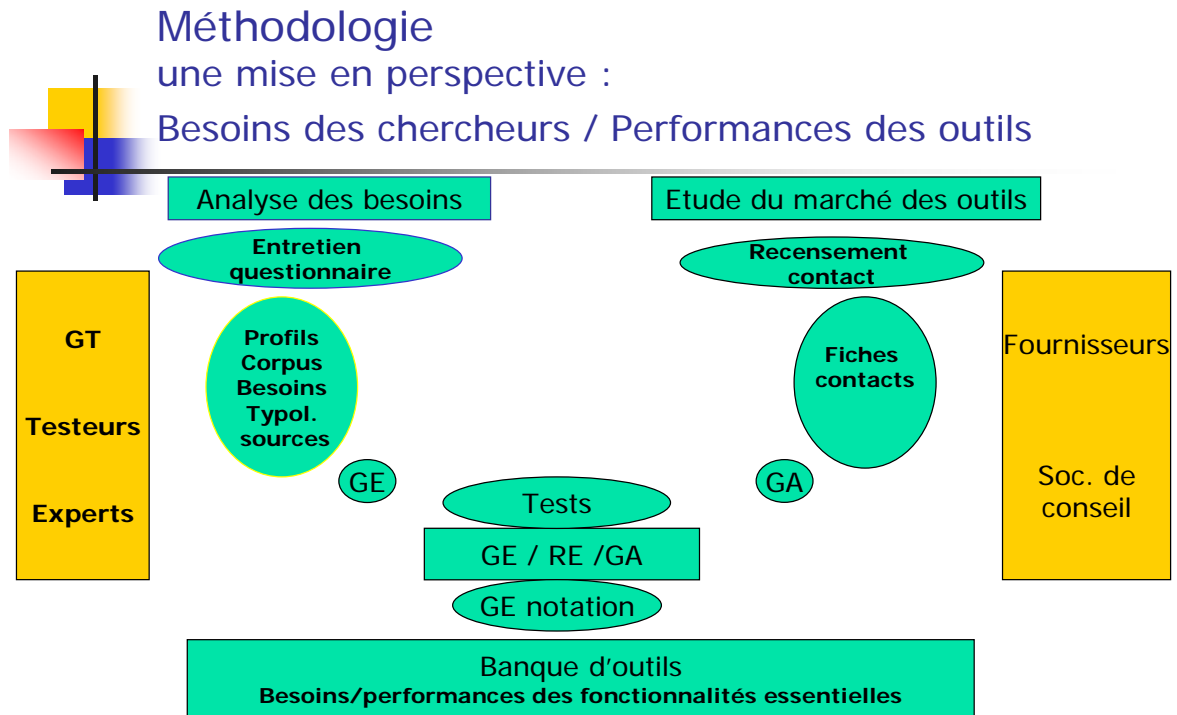 Méthodologie
une mise en perspective :
Besoins des chercheurs / Performances des outils
Analyse des besoins
Etude du marché des outils
Entretien
questionnaire
Recensement
contact
GT
Testeurs
Experts
Profils
Corpus
Besoins
Typol.
sources
Fiches
contacts
Fournisseurs
Soc. de
conseil
GE
GA
Tests
GE / RE /GA
GE notation
Banque d'outils
Besoins/performances des fonctionnalités essentielles